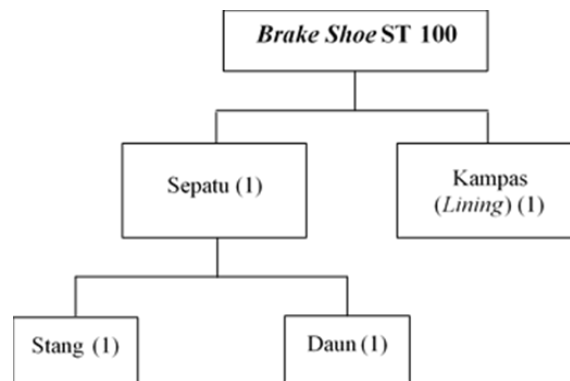 Brake Shoe ST 100
Sepatu (1)
Kampas
(Lining) (1)
Stang (1)
Daun (1)